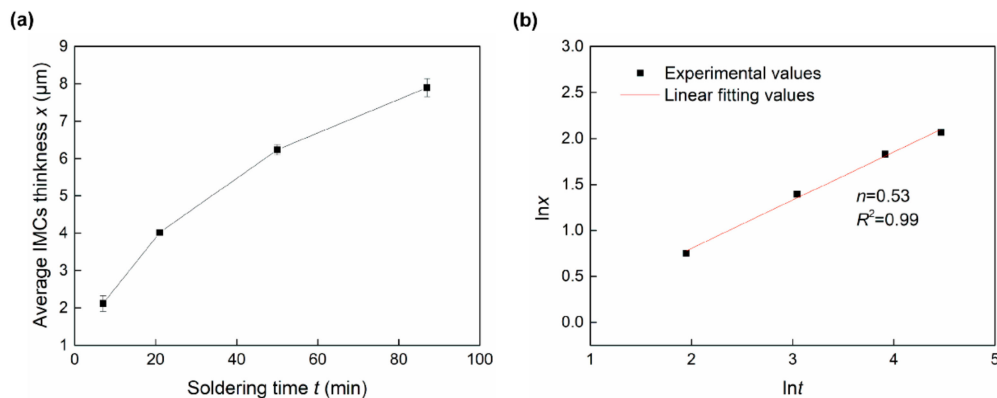 (a)
9
8
7
6
5
4
3
2
1
Average IMCs thinkness x (μm)
0 20 40 60 80 100
Soldering time t (min)
(b)
3.0
2.5
2.0
1.5
1.0
0.5
0.0
lnx
Experimental values
Linear fitting values
n=0.53
R²=0.99
1 2 3 4 5
lnt